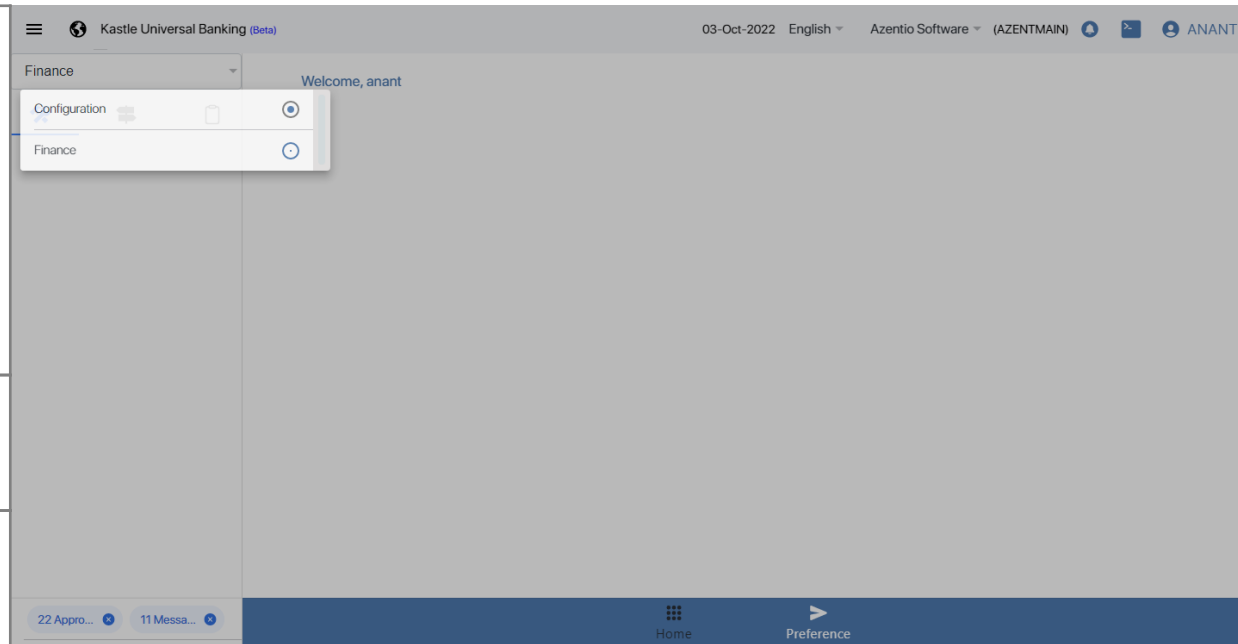 Kastle Universal Banking (Beta)
03-Oct-2022 English Azentio Software (AZENTMAIN) ANANT
Finance
Welcome, anant
Configuration
Finance
22 Appro... 11 Messa...
Home Preference